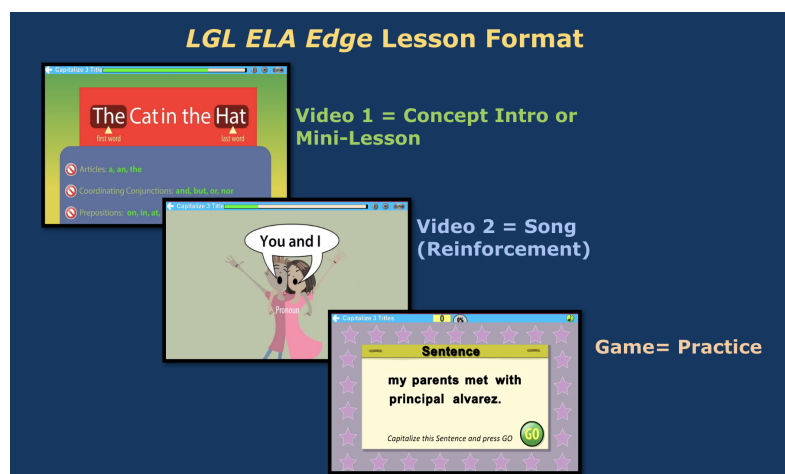 LGL ELA Edge Lesson Format
Capitalize 3 Title
The Cat in the Hat
first word last word
Articles: a, an, the
Coordinating Conjunctions: and, but, or, nor
Prepositions: on, in, at,
Video 1 = Concept Intro or
Mini-Lesson
Capitalize 3 Titles
You and I
Pronoun
Video 2 = Song
(Reinforcement)
Capitalize 3 Titles
0
Sentence
my parents met with
principal alvarez.
Capitalize this Sentence and press GO
GO
Game= Practice